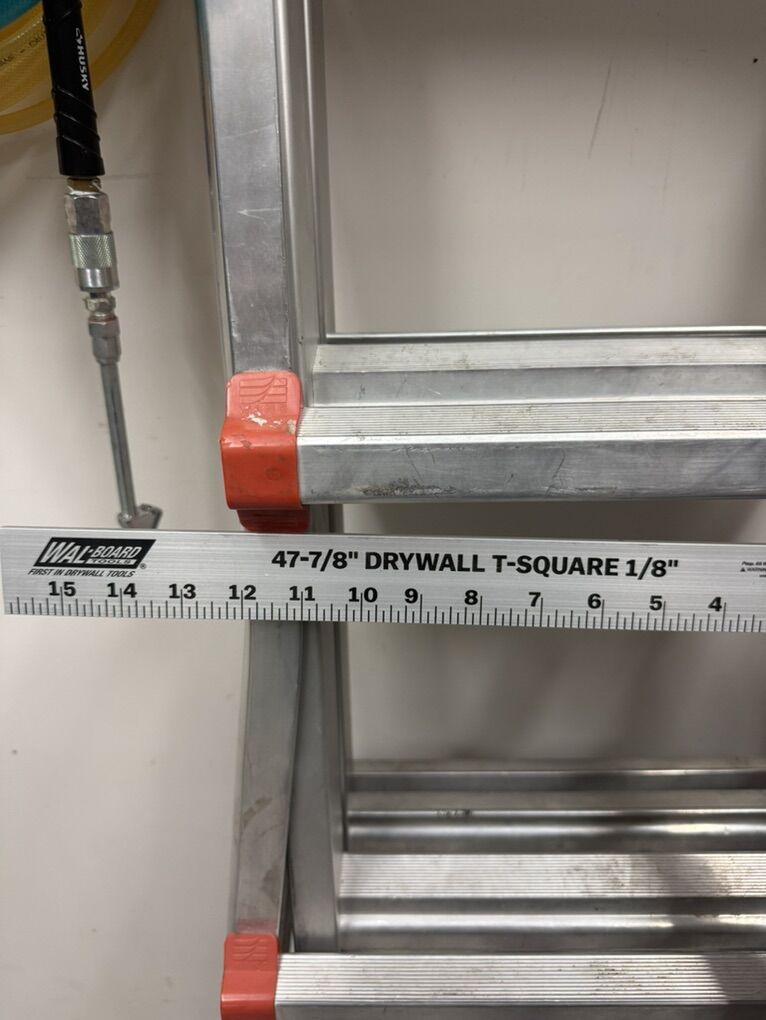 HUSKY
WAL-BOARD
TOOLS ®
FIRST IN DRYWALL TOOLS
47-7/8" DRYWALL T-SQUARE 1/8"
15 14 13 12 11 10 9 8 7 6 5 4